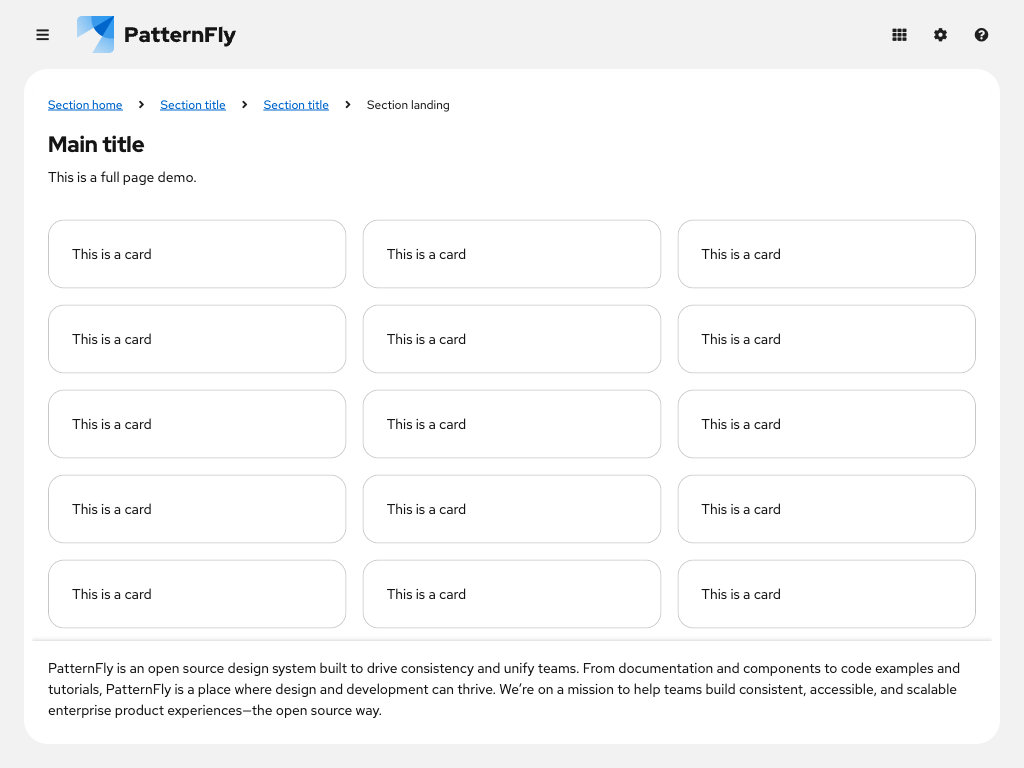 PatternFly
Section home Section title Section title Section landing
Main title
This is a full page demo.
This is a card This is a card This is a card
This is a card This is a card This is a card
This is a card This is a card This is a card
This is a card This is a card This is a card
This is a card This is a card This is a card
PatternFly is an open source design system built to drive consistency and unify teams. From documentation and components to code examples and
tutorials, PatternFly is a place where design and development can thrive. We’re on a mission to help teams build consistent, accessible, and scalable
enterprise product experiences—the open source way.